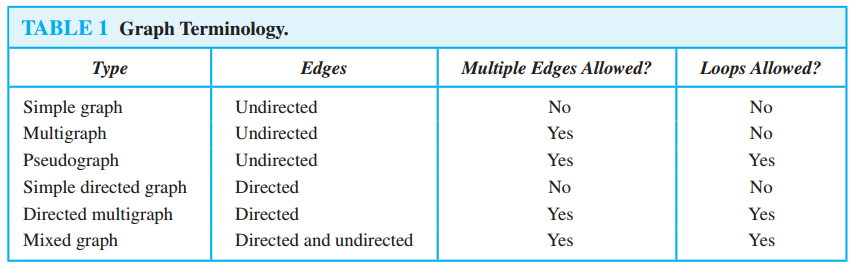 TABLE 1 Graph Terminology.
Type Edges Multiple Edges Allowed? Loops Allowed?
Simple graph Undirected No No
Multigraph Undirected Yes No
Pseudograph Undirected Yes Yes
Simple directed graph Directed No No
Directed multigraph Directed Yes Yes
Mixed graph Directed and undirected Yes Yes